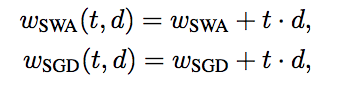 w_SWA(t, d) = w_SWA + t · d,
w_SGD(t, d) = w_SGD + t · d,